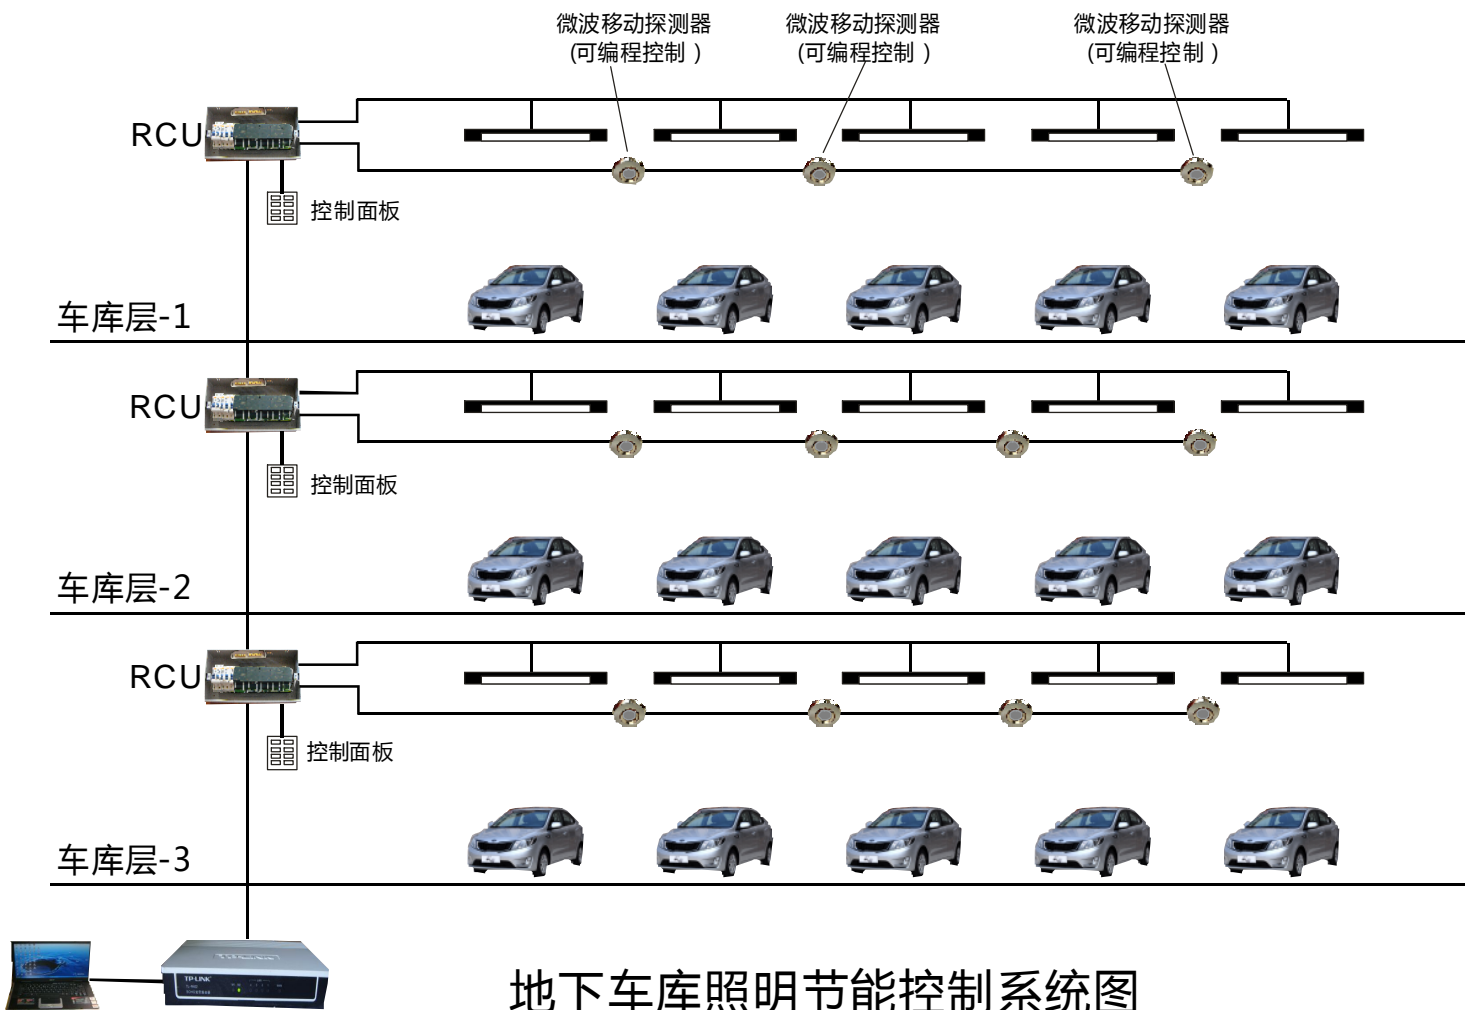 微波移动探测器
(可编程控制 )
微波移动探测器
(可编程控制 )
微波移动探测器
(可编程控制 )
RCU
控制面板
车库层-1
RCU
控制面板
车库层-2
RCU
控制面板
车库层-3
TP-LINK
地下车库照明节能控制系统图